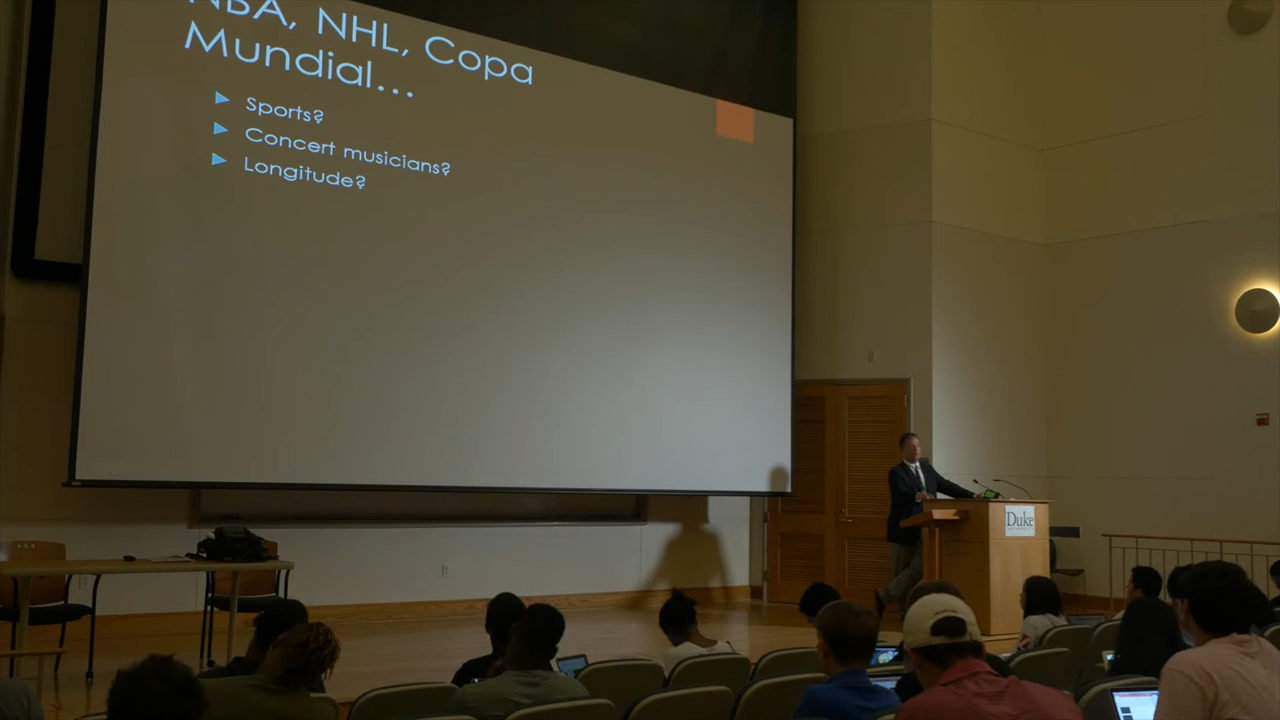 NBA, NHL, Copa
Mundial...
Sports?
Concert musicians?
Longitude?
Duke